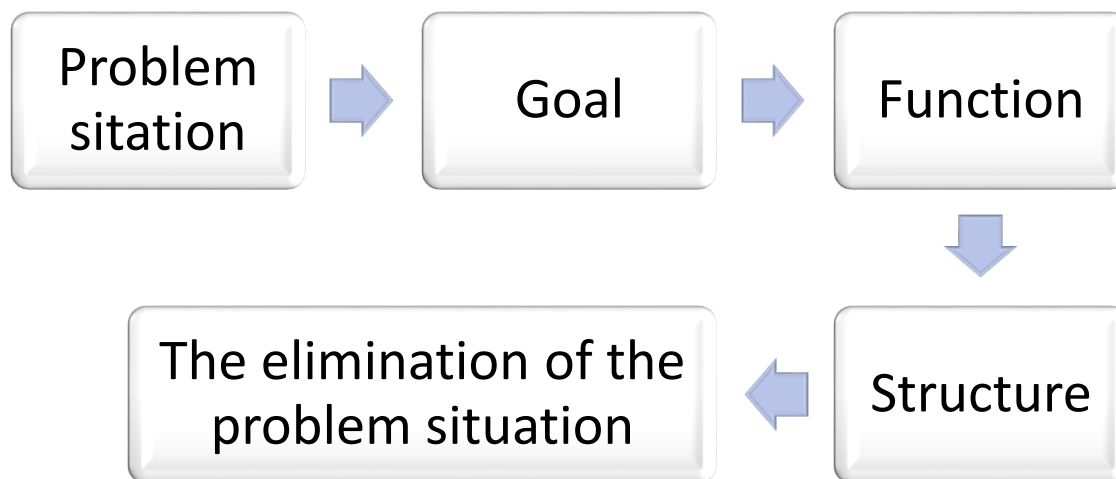 Problem
sitation
Goal
Function
Structure
The elimination of the
problem situation